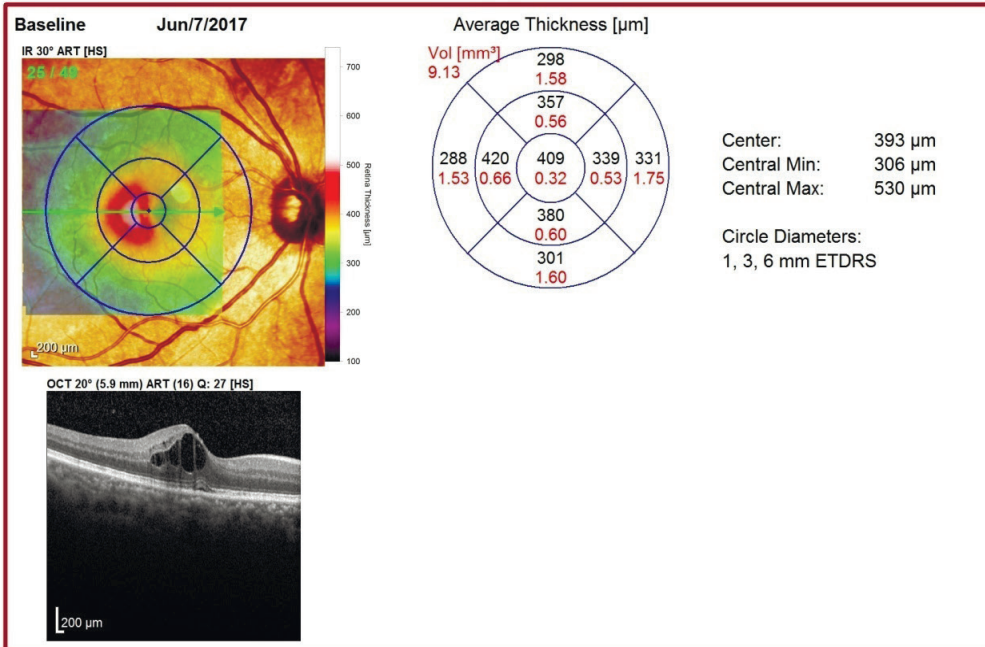 Baseline Jun/7/2017
IR 30° ART [HS]
25 / 49
700
600
500
400
300
200
100
Retina Thickness [µm]
200 µm
OCT 20° (5.9 mm) ART (16) Q: 27 [HS]
200 µm
Average Thickness [µm]
Vol [mm³]
9.13
298
1.58
357
0.56
288 420 409 339 331
1.53 0.66 0.32 0.53 1.75
380
0.60
301
1.60
Center: 393 µm
Central Min: 306 µm
Central Max: 530 µm
Circle Diameters:
1, 3, 6 mm ETDRS